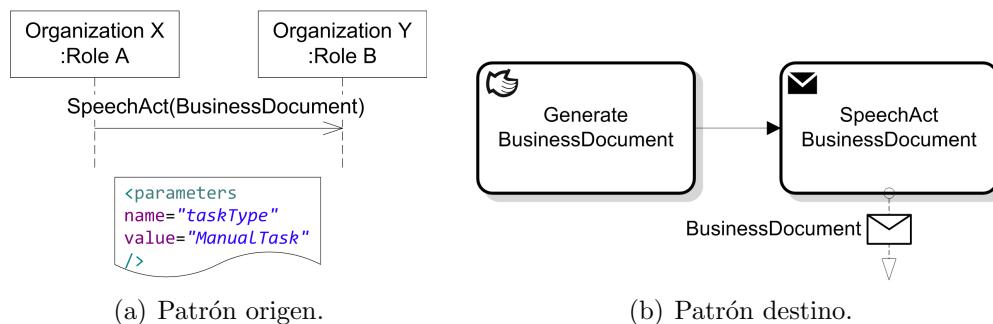 Organization X
:Role A
Organization Y
:Role B
SpeechAct(BusinessDocument)
<parameters
name="taskType"
value="ManualTask"
/>
(a) Patrón origen.
Generate
BusinessDocument
SpeechAct
BusinessDocument
BusinessDocument
(b) Patrón destino.